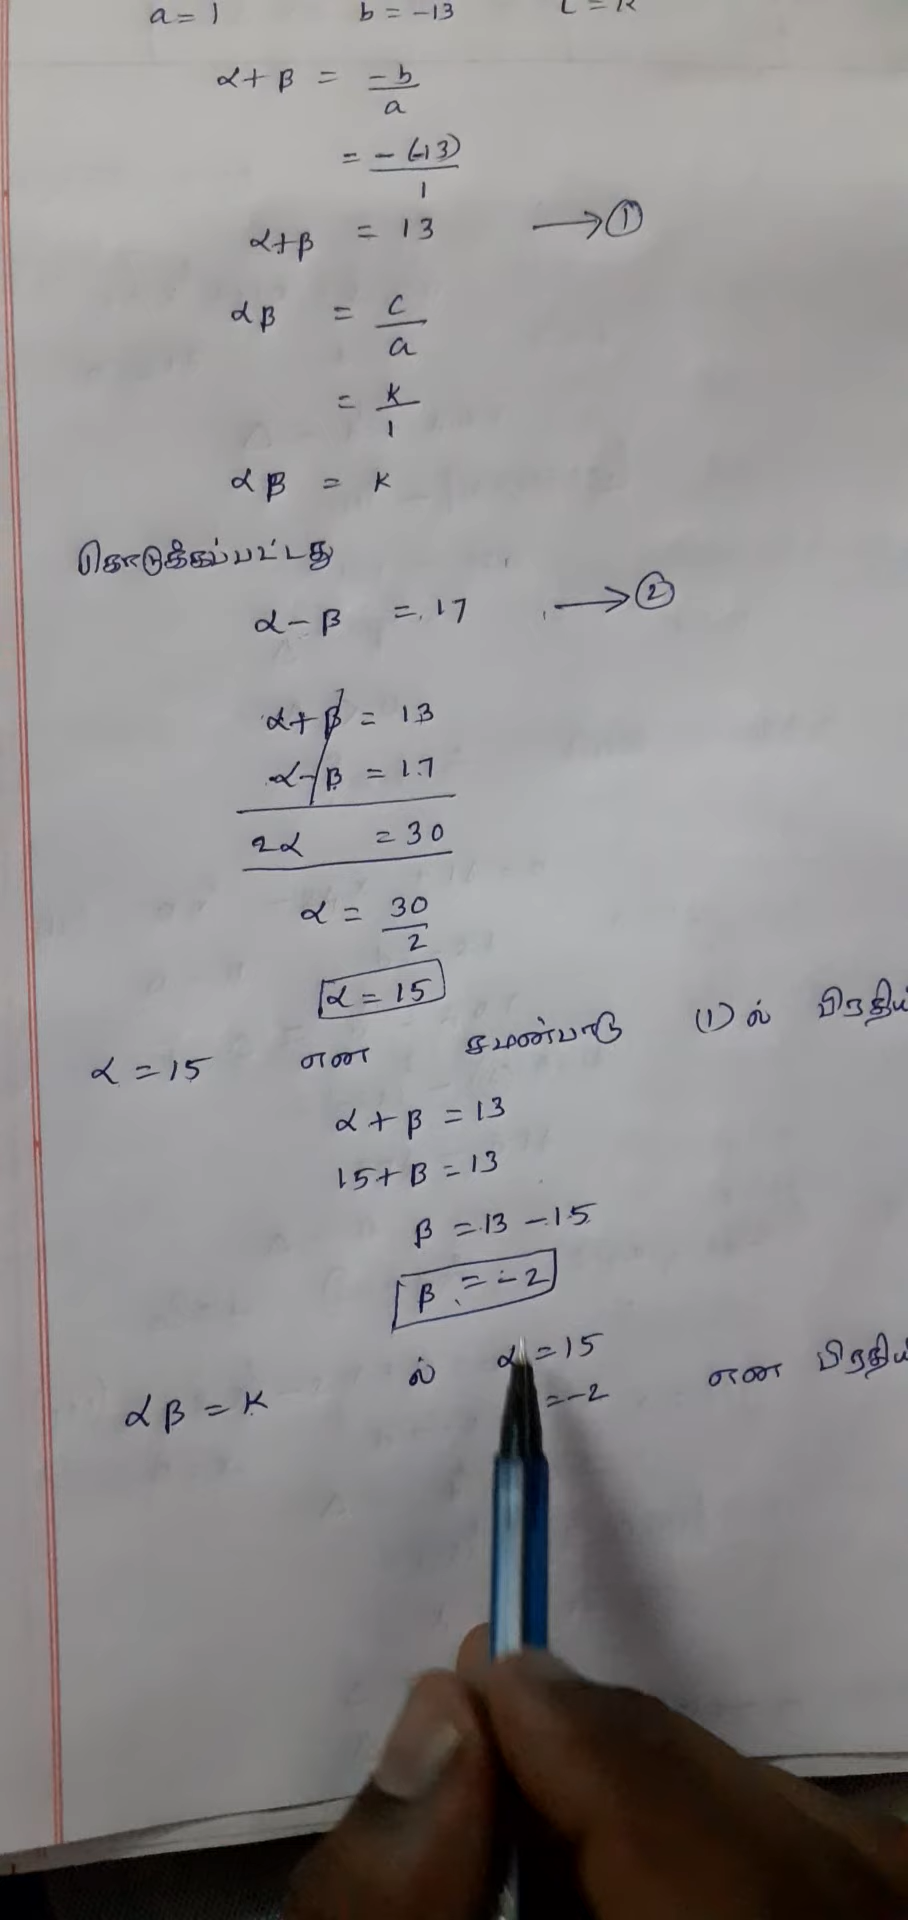 a = 1 b = -13 c = k
α + β = -b/a
= -(-13)/1
α+β = 13 → ①
αβ = c/a
= k/1
αβ = k
கொடுக்கப்பட்டது
α - β = 17 → ②
α + β = 13
α - β = 17
2α = 30
α = 30/2
α = 15
α = 15 என சமன்பாடு (1) ல்
α + β = 13
15 + β = 13
β = 13 - 15
β = -2
αβ = k ல் α = 15
= -2 என